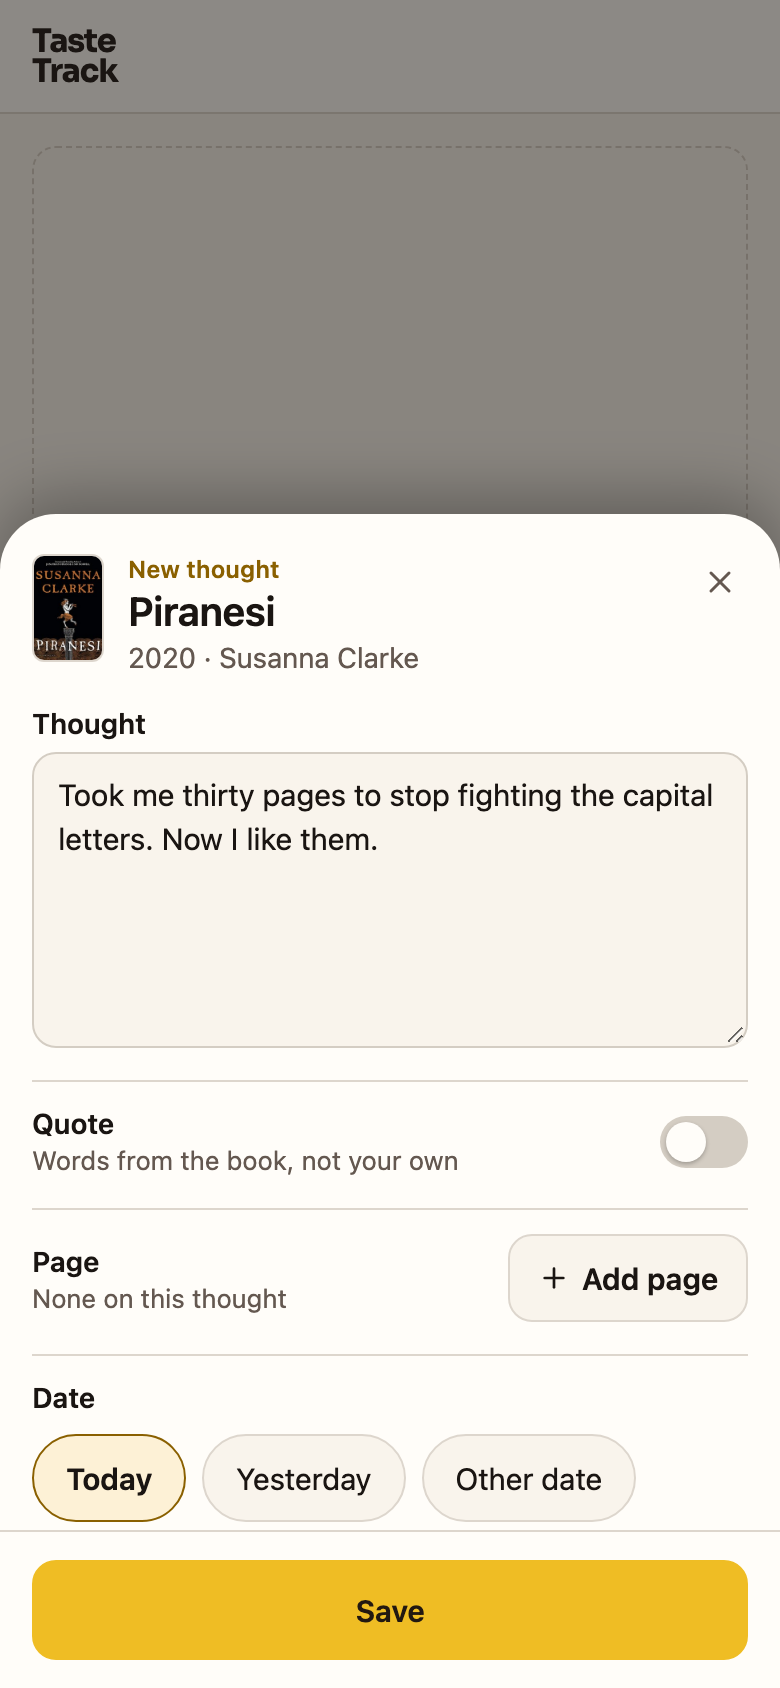 Taste
Track
SUSANNA
CLARKE
PIRANESI
New thought
Piranesi
2020 · Susanna Clarke
Thought
Took me thirty pages to stop fighting the capital
letters. Now I like them.
Quote
Words from the book, not your own
Page
None on this thought
+ Add page
Date
Today
Yesterday
Other date
Save